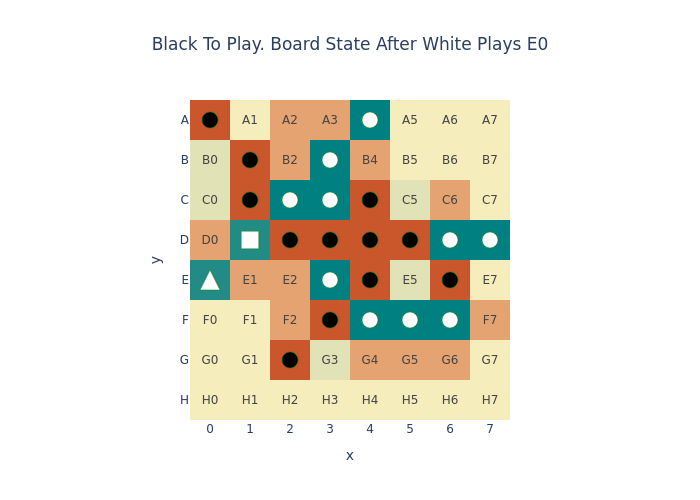 Black To Play. Board State After White Plays E0
A A1 A2 A3 A5 A6 A7
B B0 B2 B4 B5 B6 B7
C C0 C5 C6 C7
D D0
E E1 E2 E5 E7
F F0 F1 F2 F7
G G0 G1 G3 G4 G5 G6 G7
H H0 H1 H2 H3 H4 H5 H6 H7
0 1 2 3 4 5 6 7
x
y